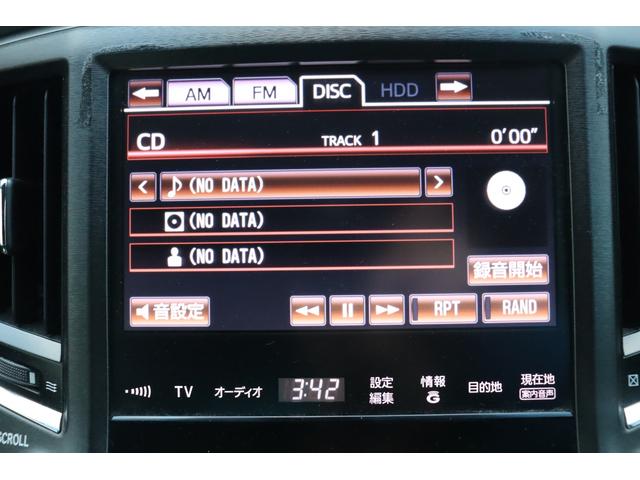 AM FM DISC HDD
CD TRACK 1 0'00"
(NO DATA)
(NO DATA)
(NO DATA)
録音開始
音設定 RPT RAND
TV オーディオ 3:42 設定編集 情報 G 目的地 現在地 案内音声
SCROLL